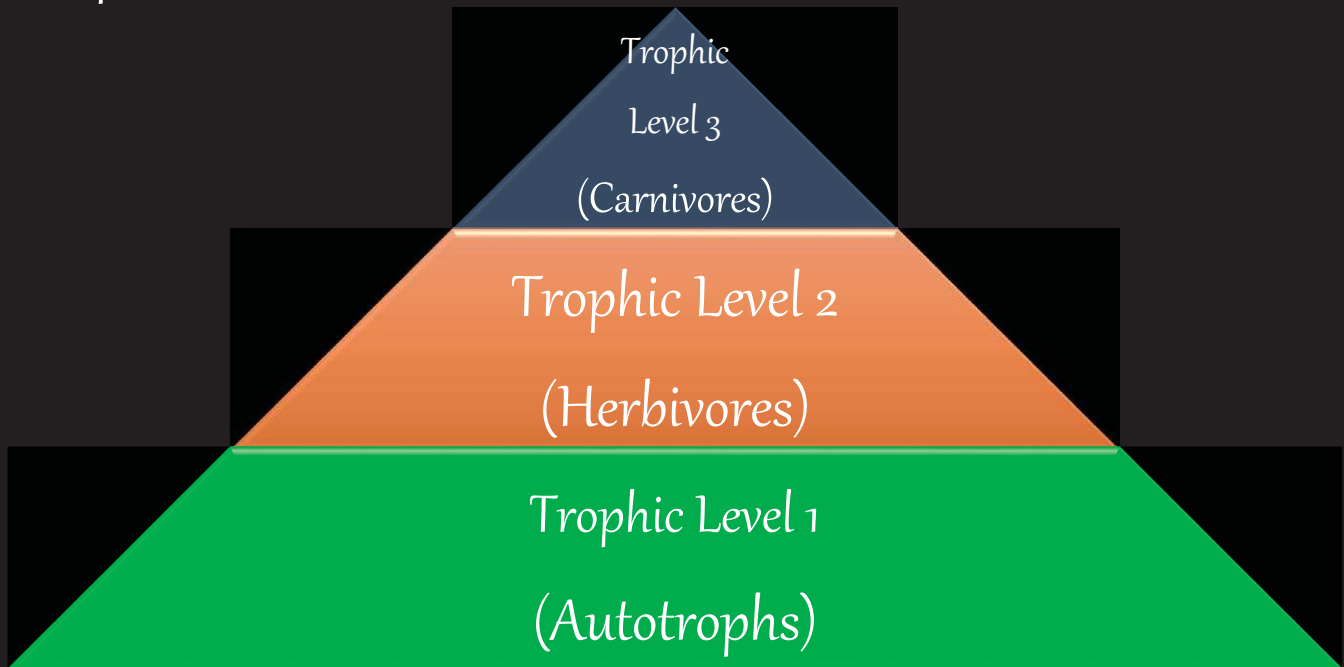 Trophic
Level 3
(Carnivores)
Trophic Level 2
(Herbivores)
Trophic Level 1
(Autotrophs)